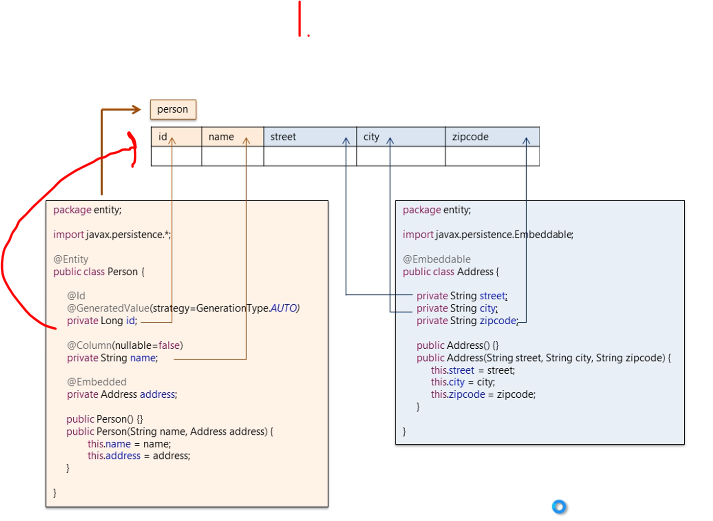 1.
person
id name street city zipcode
package entity;
import javax.persistence.*;
@Entity
public class Person {
@Id
@GeneratedValue(strategy=GenerationType.AUTO)
private Long id;
@Column(nullable=false)
private String name;
@Embedded
private Address address;
public Person() {}
public Person(String name, Address address) {
this.name = name;
this.address = address;
}
}
package entity;
import javax.persistence.Embeddable;
@Embeddable
public class Address {
private String street;
private String city;
private String zipcode;
public Address() {}
public Address(String street, String city, String zipcode) {
this.street = street;
this.city = city;
this.zipcode = zipcode;
}
}